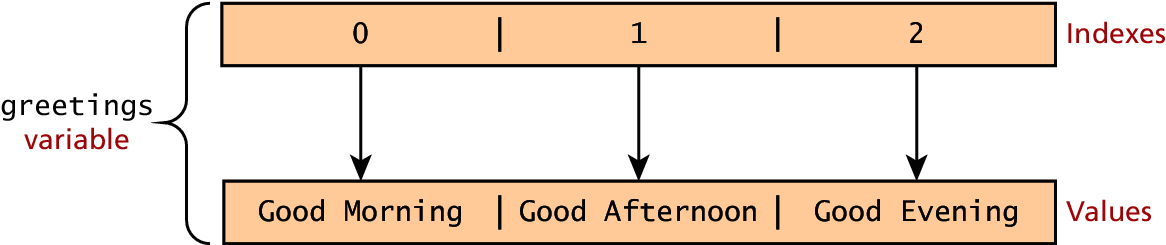 0 | 1 | 2 Indexes
greetings
variable
Good Morning | Good Afternoon | Good Evening Values